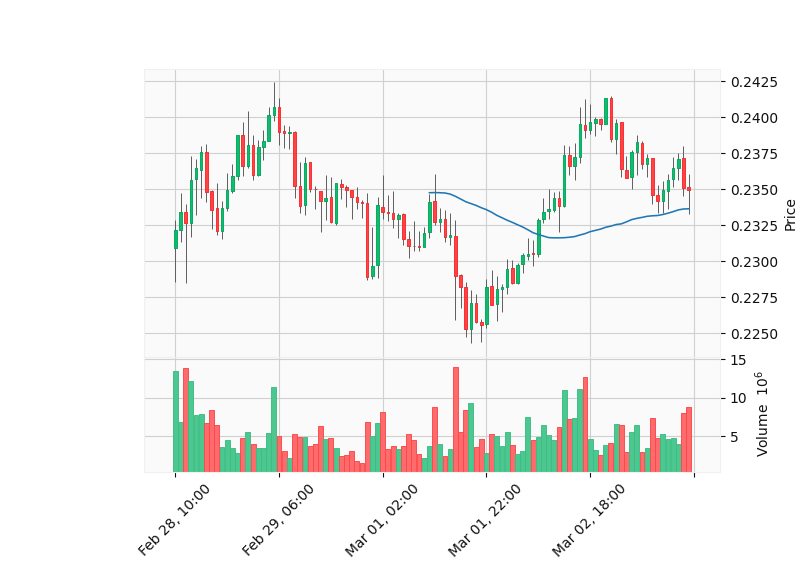 0.2425
0.2400
0.2375
0.2350
0.2325
0.2300
0.2275
0.2250
Price
15
10
5
Volume 10⁶
Feb 28, 10:00
Feb 29, 06:00
Mar 01, 02:00
Mar 01, 22:00
Mar 02, 18:00